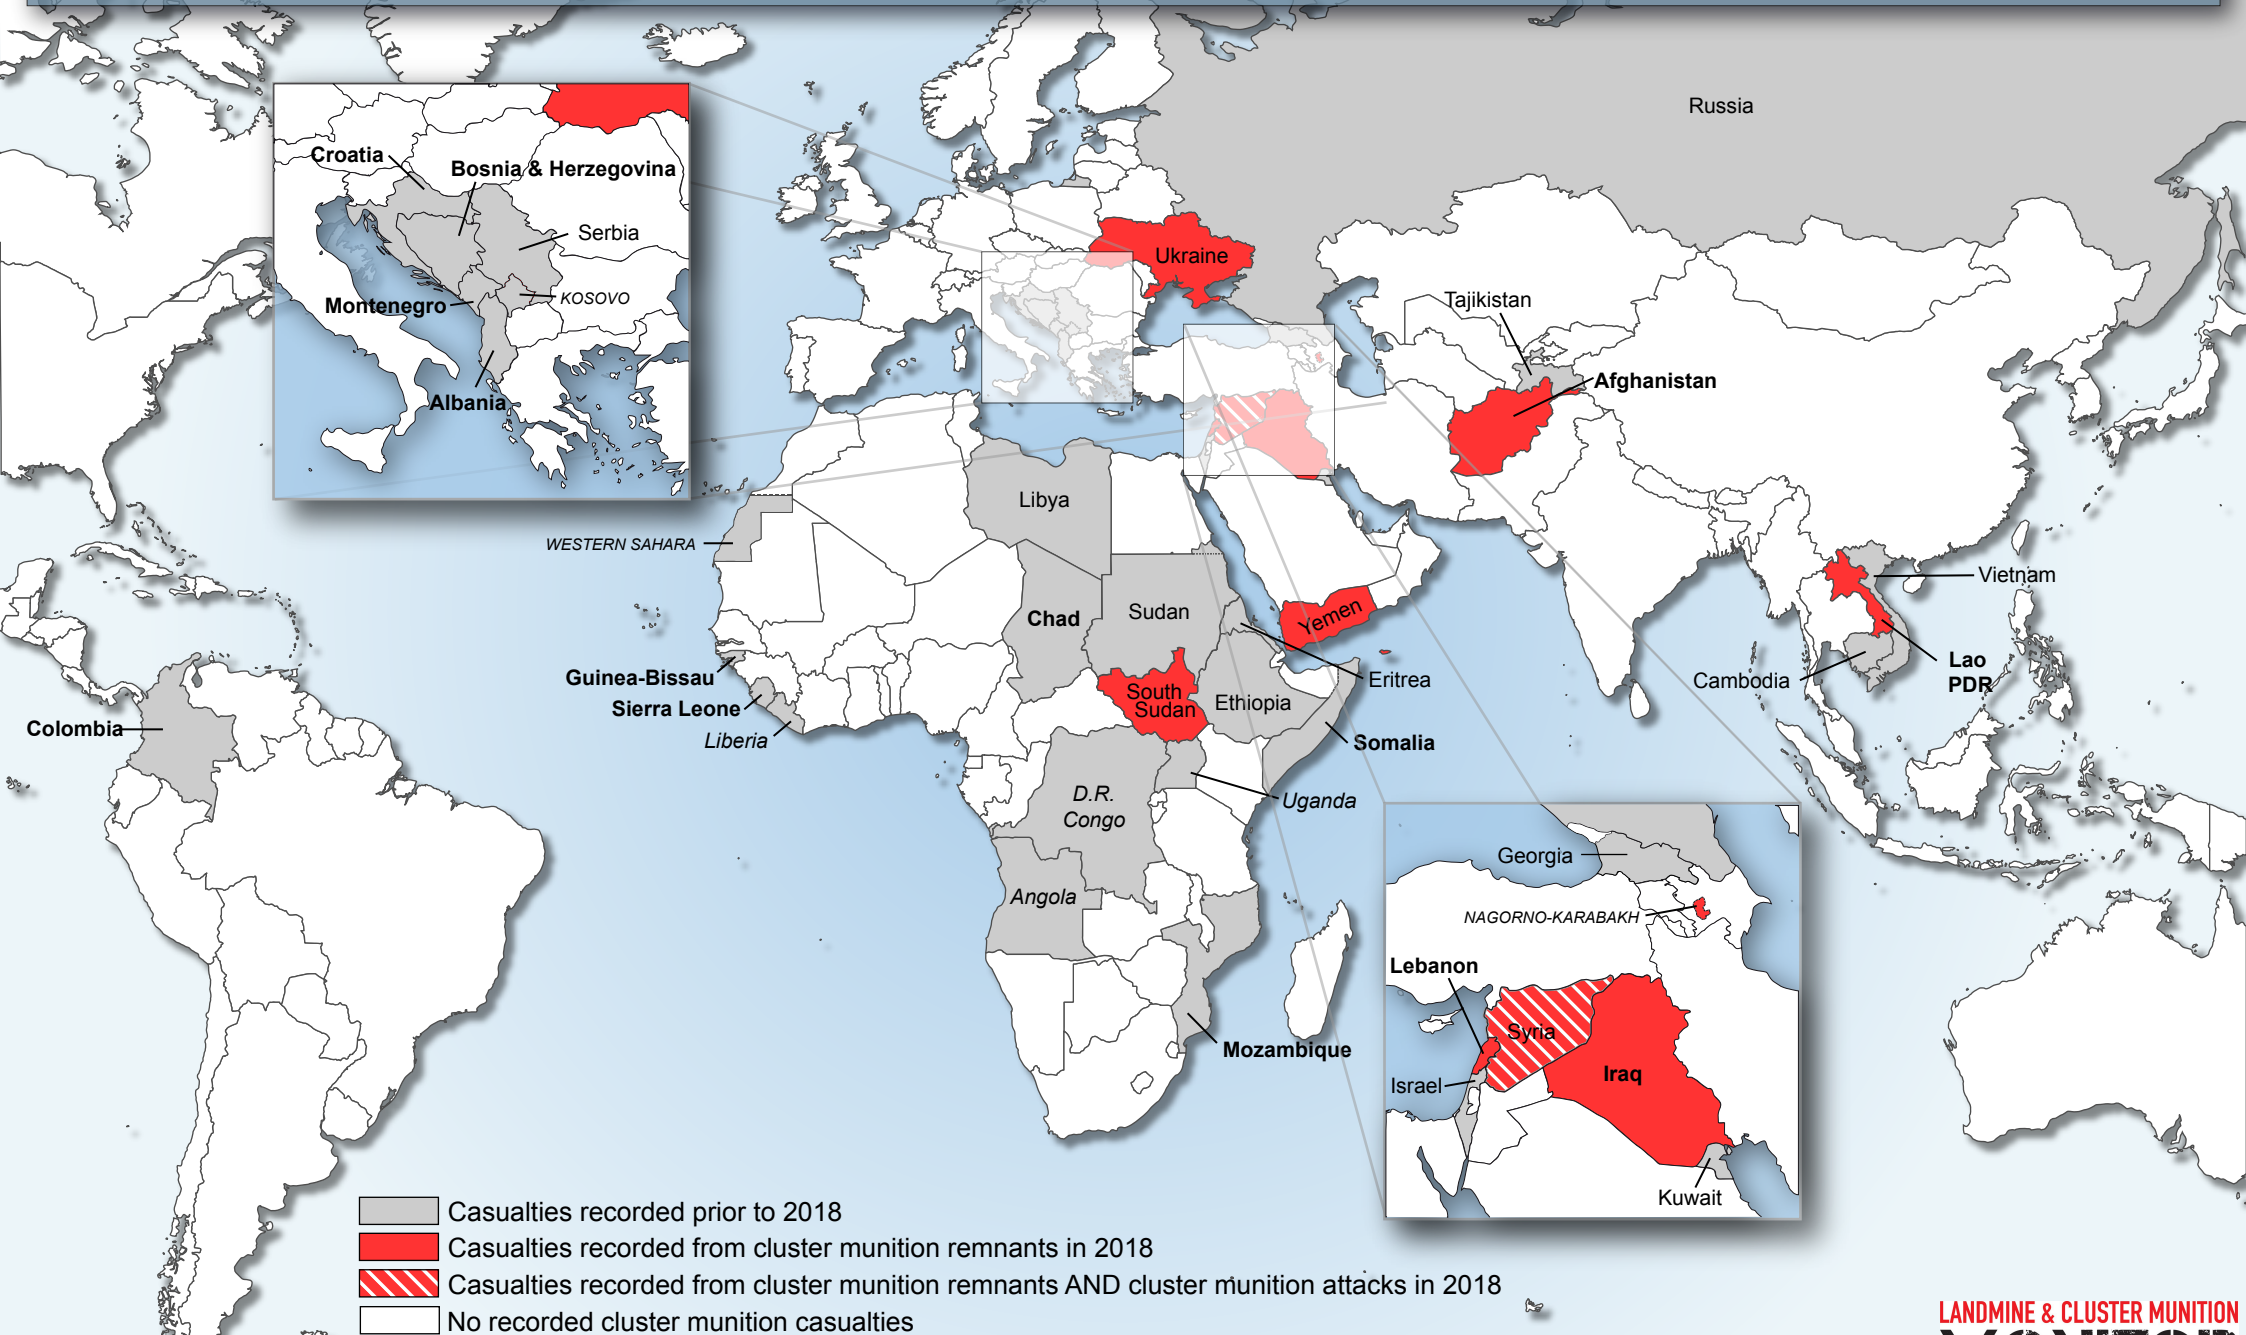 Russia
Croatia
Bosnia & Herzegovina
Serbia
KOSOVO
Montenegro
Albania
Ukraine
Tajikistan
Afghanistan
Libya
WESTERN SAHARA
Vietnam
Chad
Sudan
Yemen
Guinea-Bissau
Sierra Leone
Liberia
Eritrea
South
Sudan
Ethiopia
Cambodia
Lao
PDR
Colombia
Somalia
D.R.
Congo
Uganda
Angola
Georgia
NAGORNO-KARABAKH
Lebanon
Syria
Mozambique
Israel
Iraq
Kuwait
Casualties recorded prior to 2018
Casualties recorded from cluster munition remnants in 2018
Casualties recorded from cluster munition remnants AND cluster munition attacks in 2018
No recorded cluster munition casualties
LANDMINE & CLUSTER MUNITION